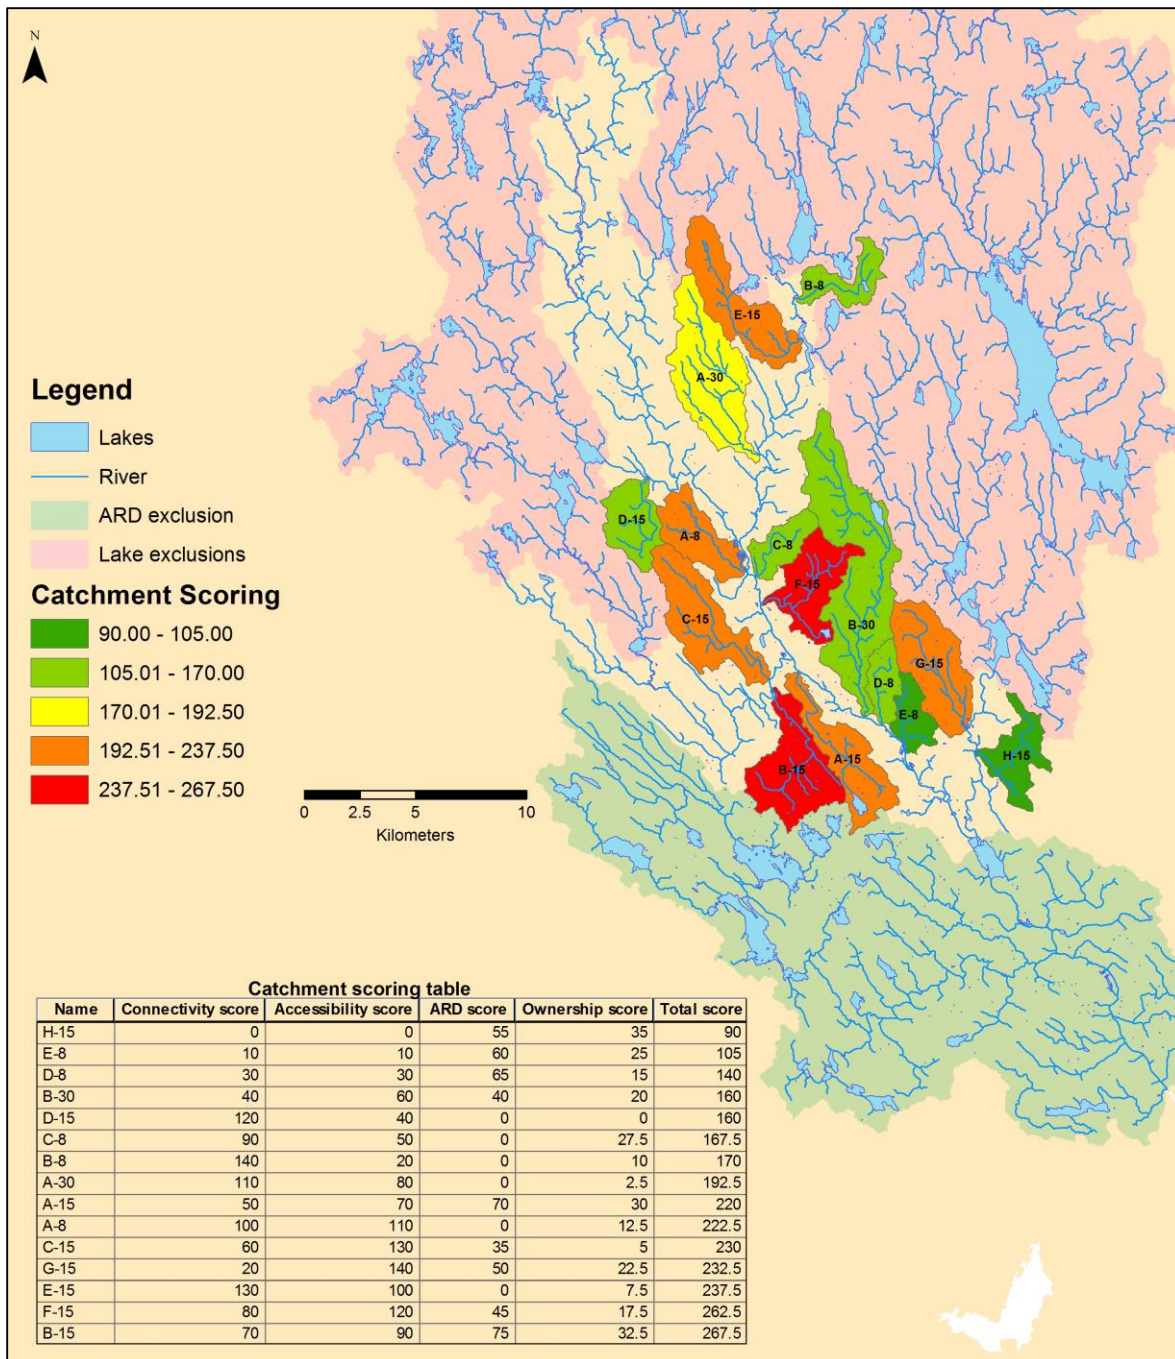 N
E-15
B-8
A-30
D-15
A-8
C-8
F-15
C-15
B-30
G-15
D-8
E-8
H-15
B-15
A-15
Legend
Lakes
River
ARD exclusion
Lake exclusions
Catchment Scoring
90.00 - 105.00
105.01 - 170.00
170.01 - 192.50
192.51 - 237.50
237.51 - 267.50
0 2.5 5 10
Kilometers
Catchment scoring table
Name Connectivity score Accessibility score ARD score Ownership score Total score
H-15 0 0 55 35 90
E-8 10 10 60 25 105
D-8 30 30 65 15 140
B-30 40 60 40 20 160
D-15 120 40 0 0 160
C-8 90 50 0 27.5 167.5
B-8 140 20 0 10 170
A-30 110 80 0 2.5 192.5
A-15 50 70 70 30 220
A-8 100 110 0 12.5 222.5
C-15 60 130 35 5 230
G-15 20 140 50 22.5 232.5
E-15 130 100 0 7.5 237.5
F-15 80 120 45 17.5 262.5
B-15 70 90 75 32.5 267.5